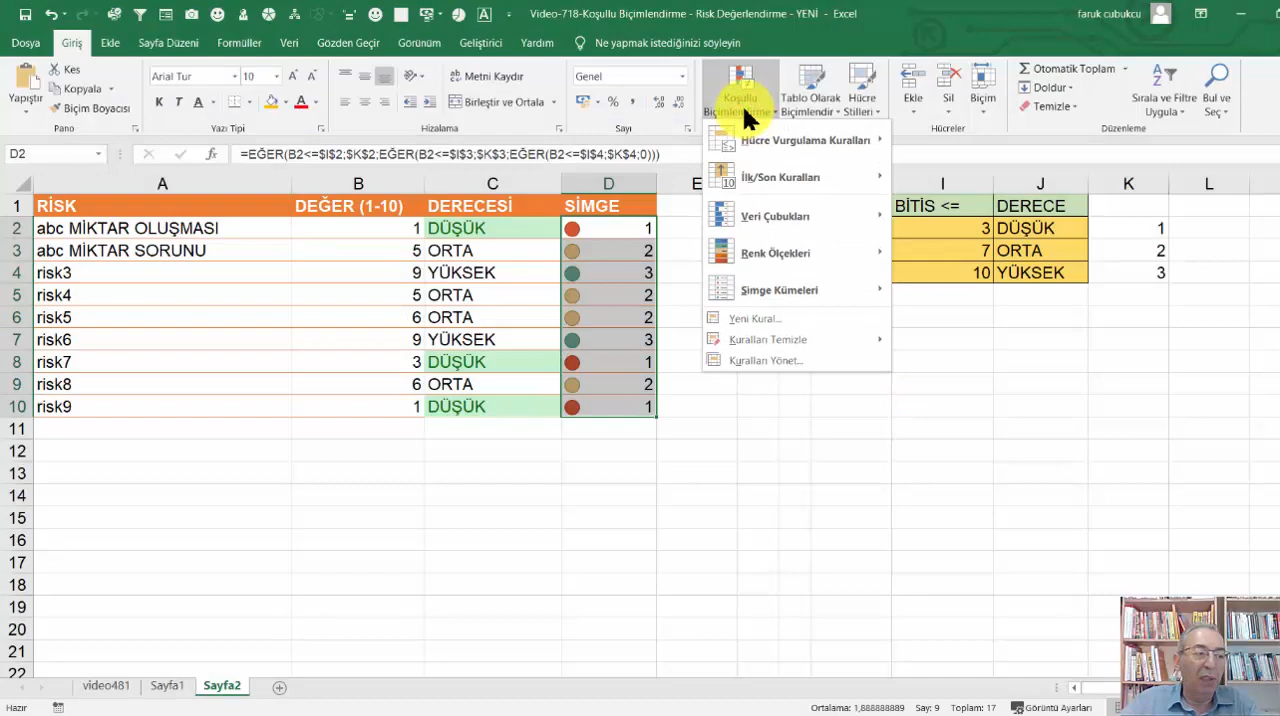 Video-718-Koşullu Biçimlendirme - Risk Değerlendirme - YENİ - Excel
faruk cubukcu
Dosya Giriş Ekle Sayfa Düzeni Formüller Veri Gözden Geçir Görünüm Geliştirici Yardım Ne yapmak istediğinizi söyleyin
Yapıştır
Kes
Kopyala
Biçim Boyacısı
Pano
Arial Tur 10
K T A
Yazı Tipi
Metni Kaydır
Birleştir ve Ortala
Hizalama
Genel
Sayı
Koşullu Biçimlendirme
Tablo Olarak Biçimlendir
Hücre Stilleri
Ekle Sil Biçim
Hücreler
Otomatik Toplam
Doldur
Temizle
Sırala ve Filtre Uygula
Bul ve Seç
Düzenleme
D2 =EĞER(B2<=$I$2;$K$2;EĞER(B2<=$I$3;$K$3;EĞER(B2<=$I$4;$K$4;0)))
A B C D E I J K L
1 RİSK DEĞER (1-10) DERECESİ SİMGE BİTİS <= DERECE
2 abc MİKTAR OLUŞMASI 1 DÜŞÜK 1 3 DÜŞÜK 1
3 abc MİKTAR SORUNU 5 ORTA 2 7 ORTA 2
4 risk3 9 YÜKSEK 3 10 YÜKSEK 3
5 risk4 5 ORTA 2
6 risk5 6 ORTA 2
7 risk6 9 YÜKSEK 3
8 risk7 3 DÜŞÜK 1
9 risk8 6 ORTA 2
10 risk9 1 DÜŞÜK 1
11
12
13
14
15
16
17
18
19
20
21
22
Hücre Vurgulama Kuralları
İlk/Son Kuralları
Veri Çubukları
Renk Ölçekleri
Simge Kümeleri
Yeni Kural...
Kuralları Temizle
Kuralları Yönet...
video481 Sayfa1 Sayfa2
Hazır
Ortalama: 1,888888889 Say: 9 Toplam: 17 Görüntü Ayarları